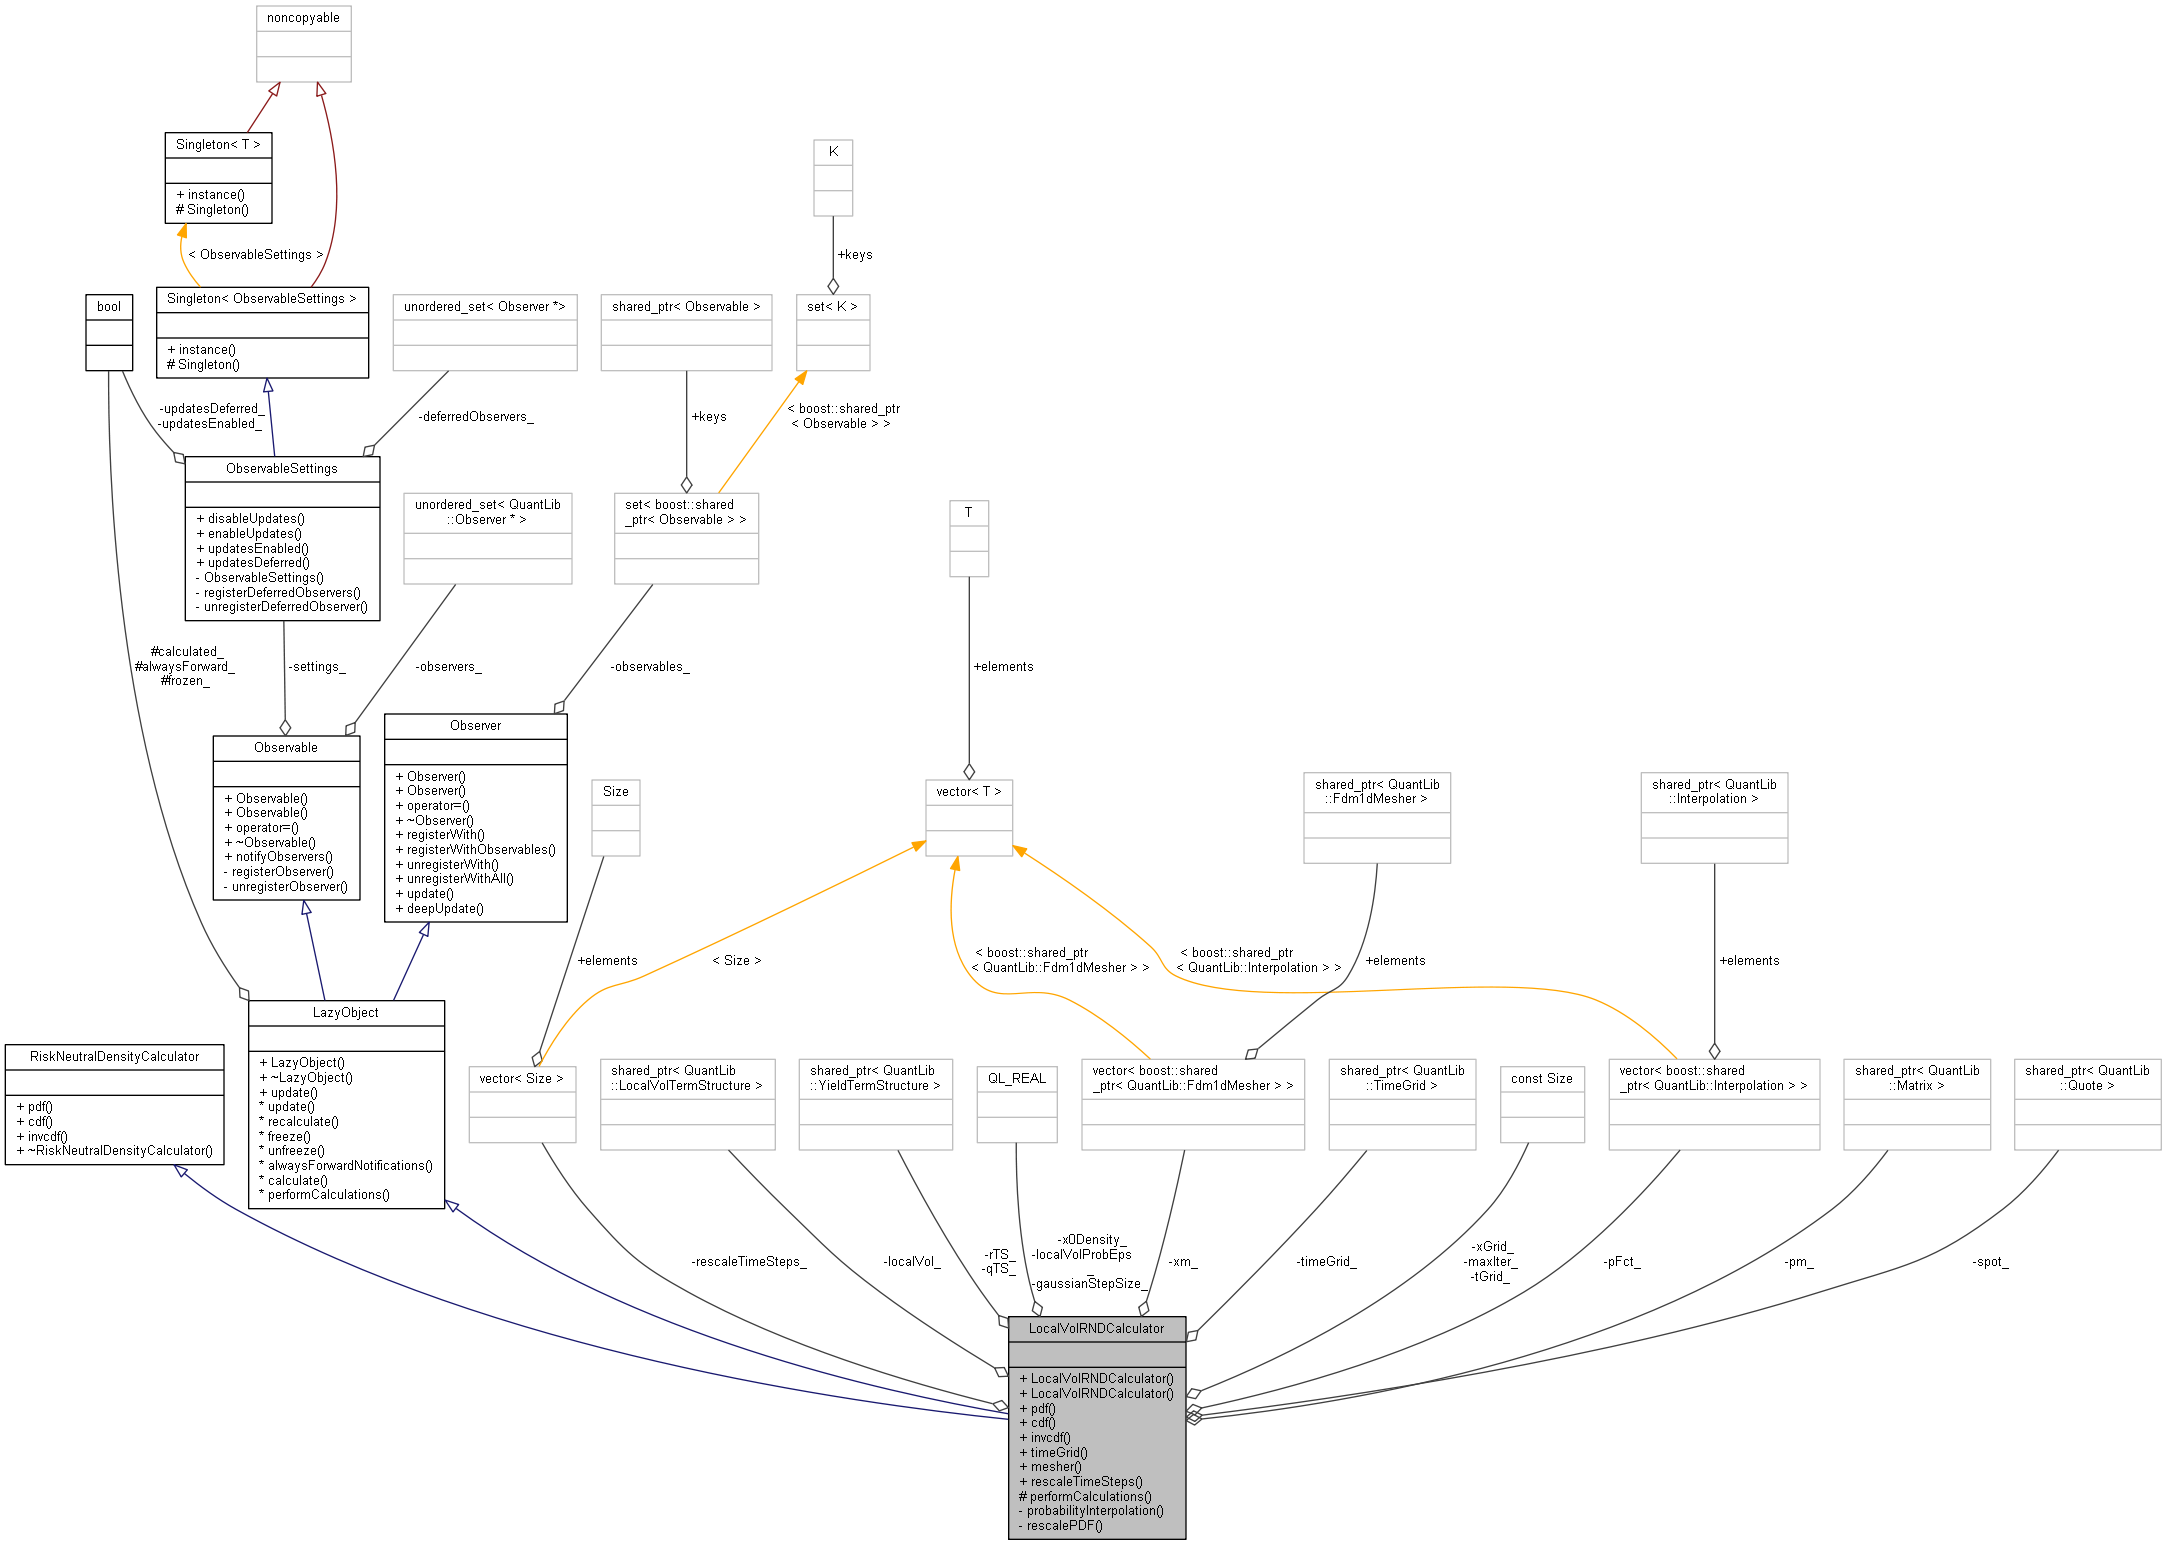 noncopyable
Singleton< T >
+ instance()
# Singleton()
K
< ObservableSettings >
+keys
bool
Singleton< ObservableSettings >
+ instance()
# Singleton()
unordered_set< Observer *>
shared_ptr< Observable >
set< K >
-updatesDeferred_
-updatesEnabled_
-deferredObservers_
+keys
< boost::shared_ptr
< Observable > >
ObservableSettings
+ disableUpdates()
+ enableUpdates()
+ updatesEnabled()
+ updatesDeferred()
- ObservableSettings()
- registerDeferredObservers()
- unregisterDeferredObserver()
unordered_set< QuantLib
::Observer * >
set< boost::shared
_ptr< Observable > >
T
#calculated_
#alwaysForward_
#frozen_
-settings_
-observers_
-observables_
+elements
Observable
+ Observable()
+ Observable()
+ operator=()
+ ~Observable()
+ notifyObservers()
- registerObserver()
- unregisterObserver()
Observer
+ Observer()
+ Observer()
+ operator=()
+ ~Observer()
+ registerWith()
+ registerWithObservables()
+ unregisterWith()
+ unregisterWithAll()
+ update()
+ deepUpdate()
Size
vector< T >
shared_ptr< QuantLib
::Fdm1dMesher >
shared_ptr< QuantLib
::Interpolation >
+elements
< Size >
< boost::shared_ptr
< QuantLib::Fdm1dMesher > >
< boost::shared_ptr
< QuantLib::Interpolation > >
+elements
+elements
RiskNeutralDensityCalculator
+ pdf()
+ cdf()
+ invcdf()
+ ~RiskNeutralDensityCalculator()
LazyObject
+ LazyObject()
+ ~LazyObject()
+ update()
* update()
* recalculate()
* freeze()
* unfreeze()
* alwaysForwardNotifications()
* calculate()
* performCalculations()
vector< Size >
shared_ptr< QuantLib
::LocalVolTermStructure >
shared_ptr< QuantLib
::YieldTermStructure >
QL_REAL
vector< boost::shared
_ptr< QuantLib::Fdm1dMesher > >
shared_ptr< QuantLib
::TimeGrid >
const Size
vector< boost::shared
_ptr< QuantLib::Interpolation > >
shared_ptr< QuantLib
::Matrix >
shared_ptr< QuantLib
::Quote >
-rescaleTimeSteps_
-localVol_
-rTS_
-qTS_
-x0Density_
-localVolProbEps
_
-gaussianStepSize_
-xm_
-timeGrid_
-xGrid_
-maxIter_
-tGrid_
-pFct_
-pm_
-spot_
LocalVolRNDCalculator
+ LocalVolRNDCalculator()
+ LocalVolRNDCalculator()
+ pdf()
+ cdf()
+ invcdf()
+ timeGrid()
+ mesher()
+ rescaleTimeSteps()
# performCalculations()
- probabilityInterpolation()
- rescalePDF()